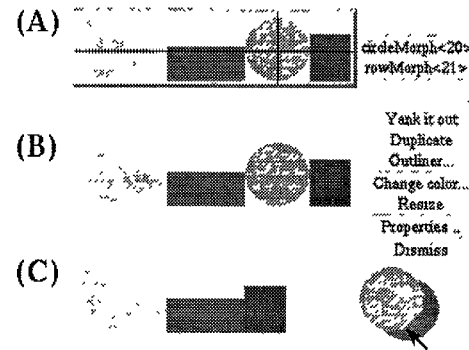 (A)
circleMorph<20>
rowMorph<21>
Yank it out
(B)
Duplicate
Outliner...
Change color...
Resize
Properties ..
Dismiss
(C)